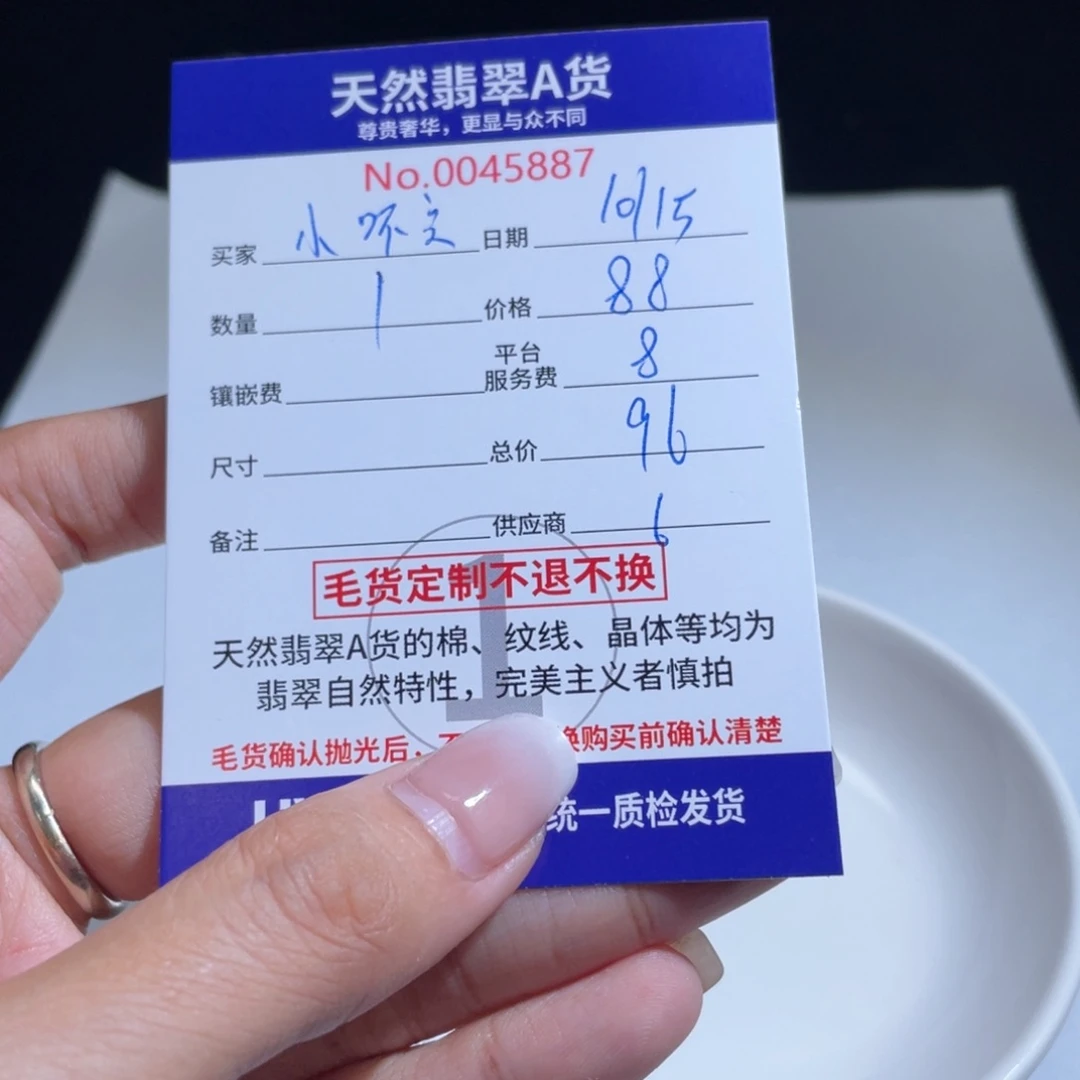 天然翡翠A货
尊贵奢华，更显与众不同
No.0045887
买家 小 环 文 日期 10/15
数量 1 价格 88
镶嵌费 平台服务费 8
尺寸 总价 96
备注 供应商 6
1
毛货定制不退不换
天然翡翠A货的棉、纹线、晶体等均为
翡翠自然特性，完美主义者慎拍
毛货确认抛光后，不 换购买前确认清楚
统一质检发货